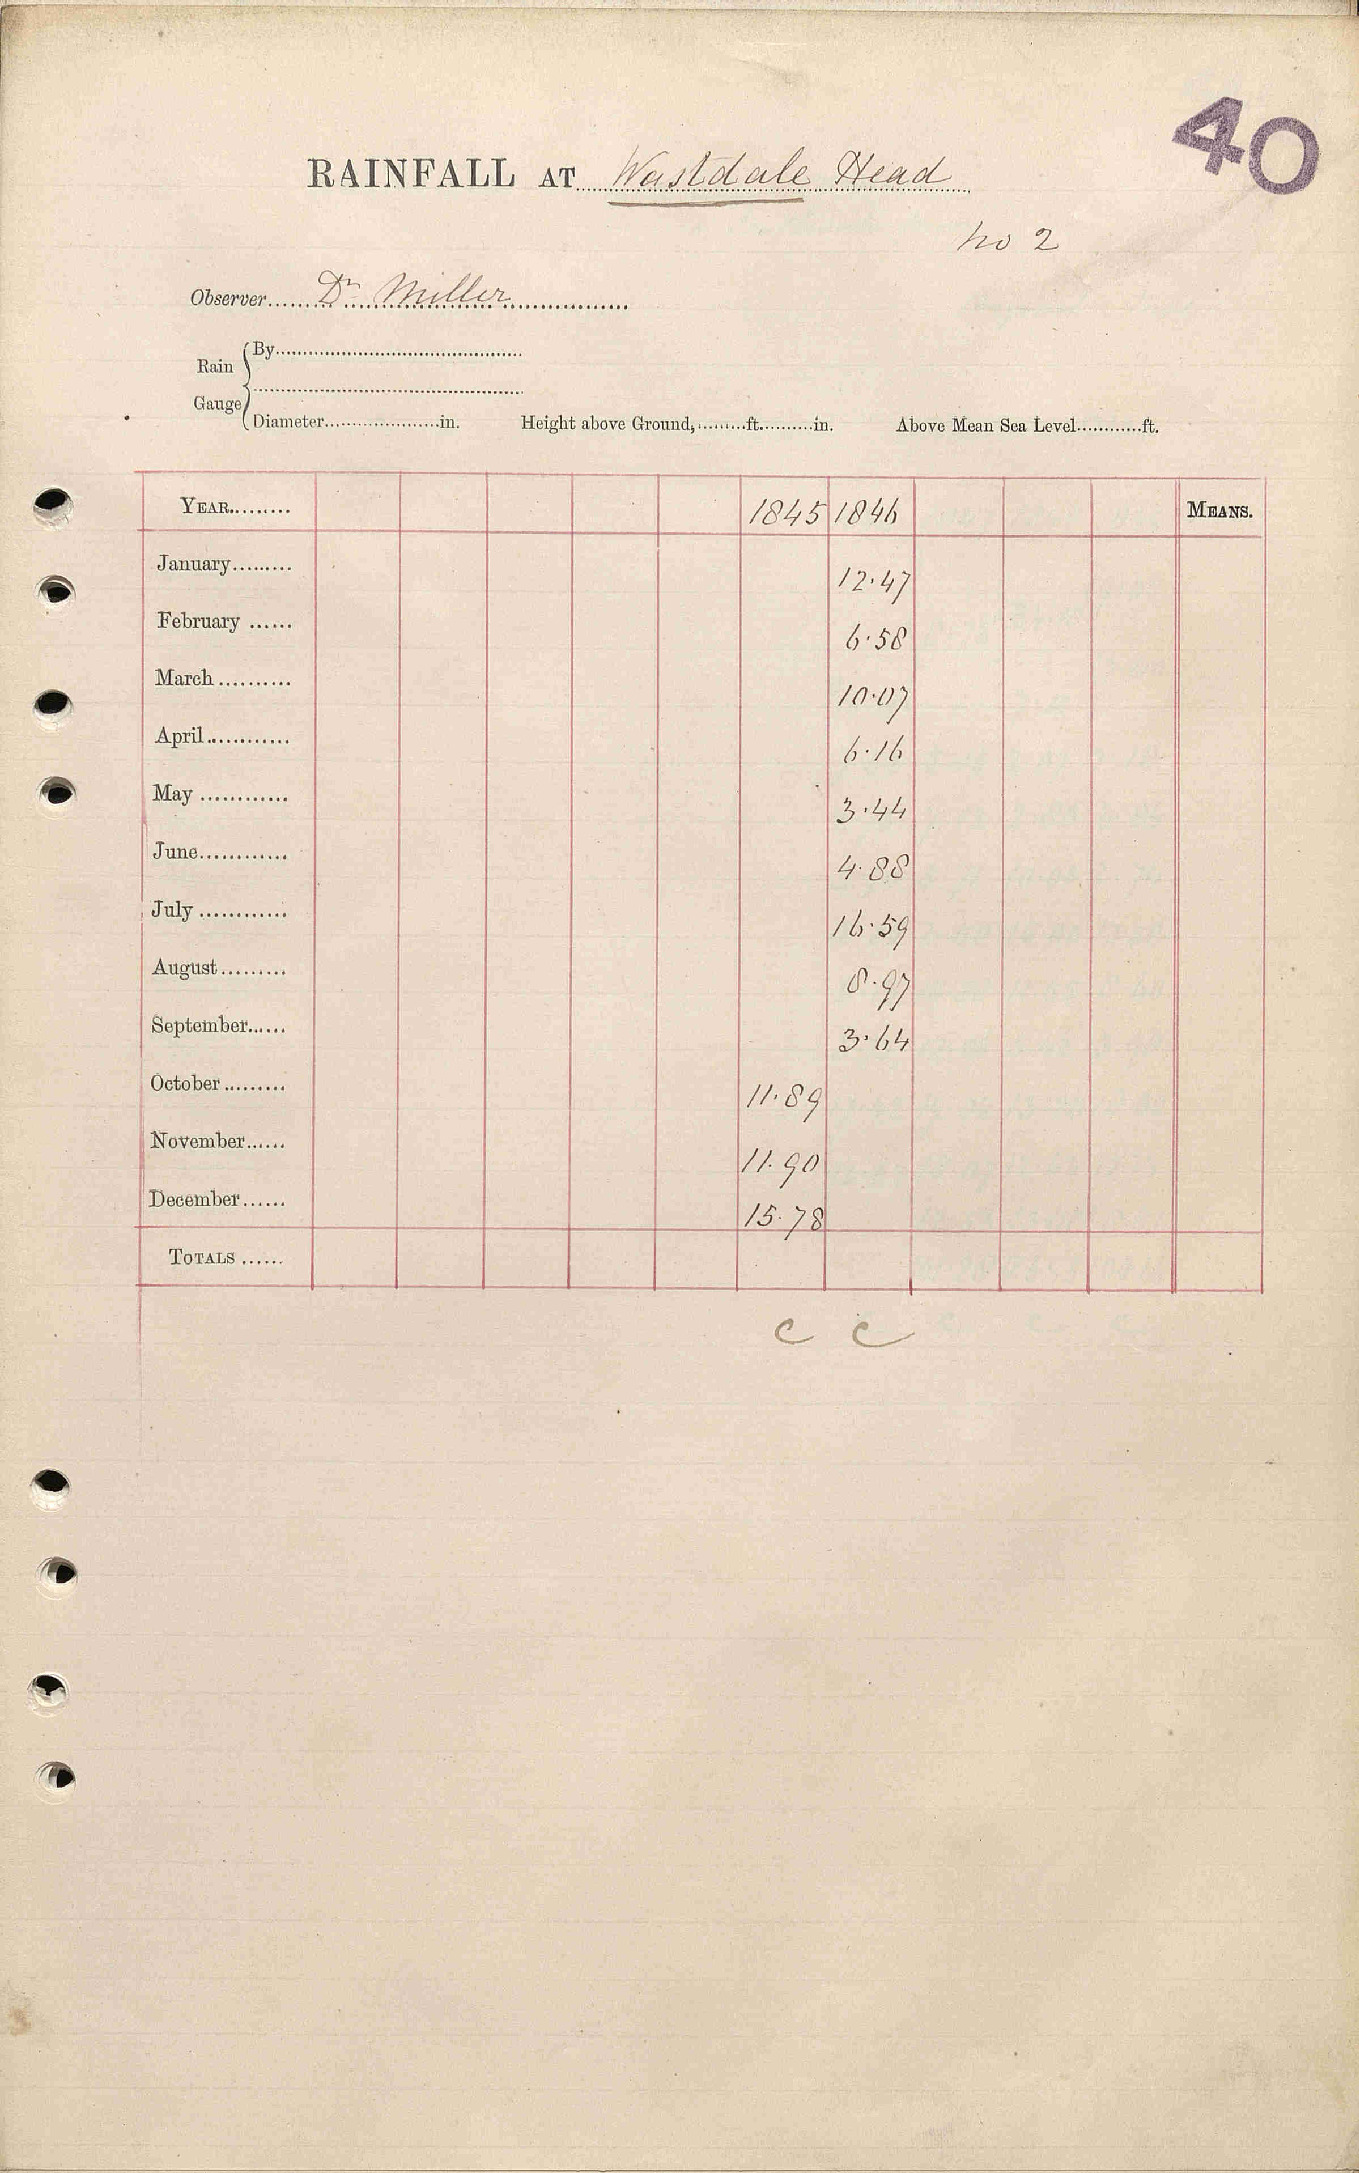 40
RAINFALL AT Wastdale Head
no 2
Observer Dr Miller
Rain Gauge
By
Diameter in. Height above Ground, ft. in. Above Mean Sea Level ft.
YEAR 1845 1846 MEANS.
January 12.47
February 6.58
March 10.07
April 6.16
May 3.44
June 4.88
July 16.59
August 8.97
September 3.64
October 11.89
November 11.90
December 15.78
TOTALS
C C